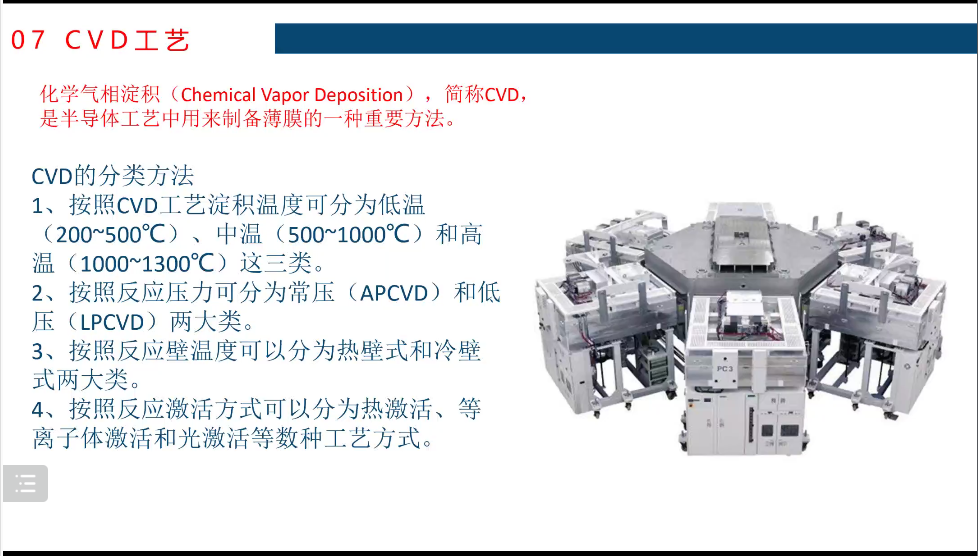 07 CVD工艺
化学气相淀积（Chemical Vapor Deposition），简称CVD，
是半导体工艺中用来制备薄膜的一种重要方法。
CVD的分类方法
1、按照CVD工艺淀积温度可分为低温
（200~500℃）、中温（500~1000℃）和高
温（1000~1300℃）这三类。
2、按照反应压力可分为常压（APCVD）和低
压（LPCVD）两大类。
3、按照反应壁温度可以分为热壁式和冷壁
式两大类。
4、按照反应激活方式可以分为热激活、等
离子体激活和光激活等数种工艺方式。
PC3